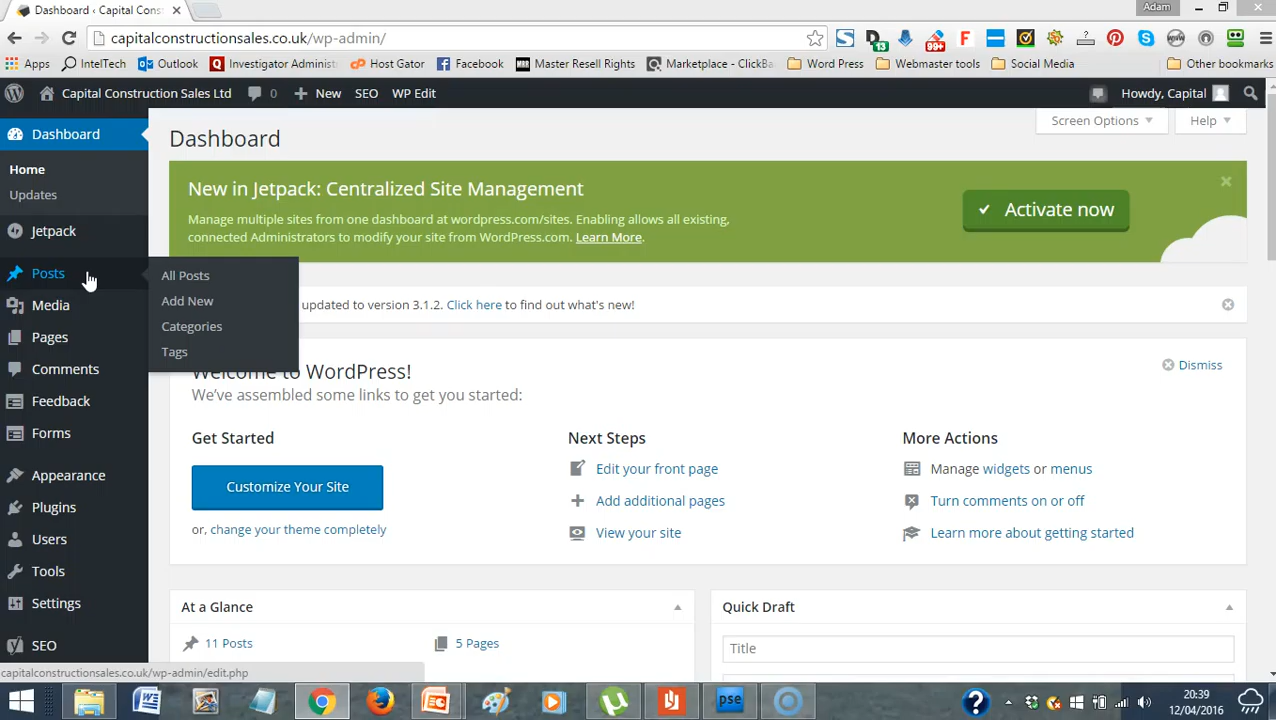 Dashboard ‹ Capital Cons
Adam
capitalconstructionsales.co.uk/wp-admin/
13
99+
Apps
IntelTech
Outlook
Investigator Administra
Host Gator
Facebook
Master Resell Rights
Marketplace - ClickBa
Word Press
Webmaster tools
Social Media
Other bookmarks
Capital Construction Sales Ltd
0
New
SEO
WP Edit
Howdy, Capital
Dashboard
Home
Updates
Jetpack
Posts
Media
Pages
Comments
Feedback
Forms
Appearance
Plugins
Users
Tools
Settings
SEO
All Posts
Add New
Categories
Tags
Dashboard
Screen Options
Help
New in Jetpack: Centralized Site Management
Manage multiple sites from one dashboard at wordpress.com/sites. Enabling allows all existing,
connected Administrators to modify your site from WordPress.com. Learn More.
Activate now
updated to version 3.1.2. Click here to find out what's new!
Welcome to WordPress!
We've assembled some links to get you started:
Dismiss
Get Started
Customize Your Site
or, change your theme completely
Next Steps
Edit your front page
Add additional pages
View your site
More Actions
Manage widgets or menus
Turn comments on or off
Learn more about getting started
At a Glance
11 Posts
5 Pages
Quick Draft
Title
capitalconstructionsales.co.uk/wp-admin/edit.php
pse
20:39
12/04/2016